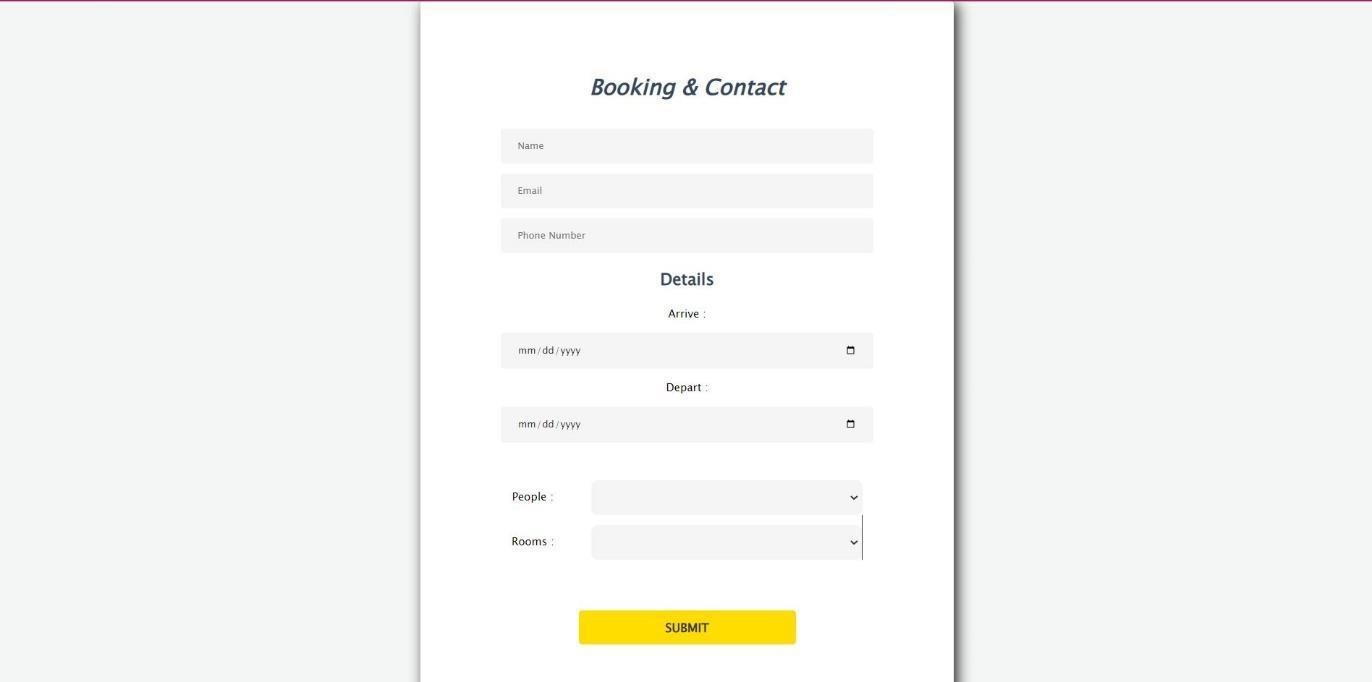 Booking & Contact
Name
Email
Phone Number
Details
Arrive :
mm/dd/yyyy
Depart :
mm/dd/yyyy
People :
Rooms :
SUBMIT